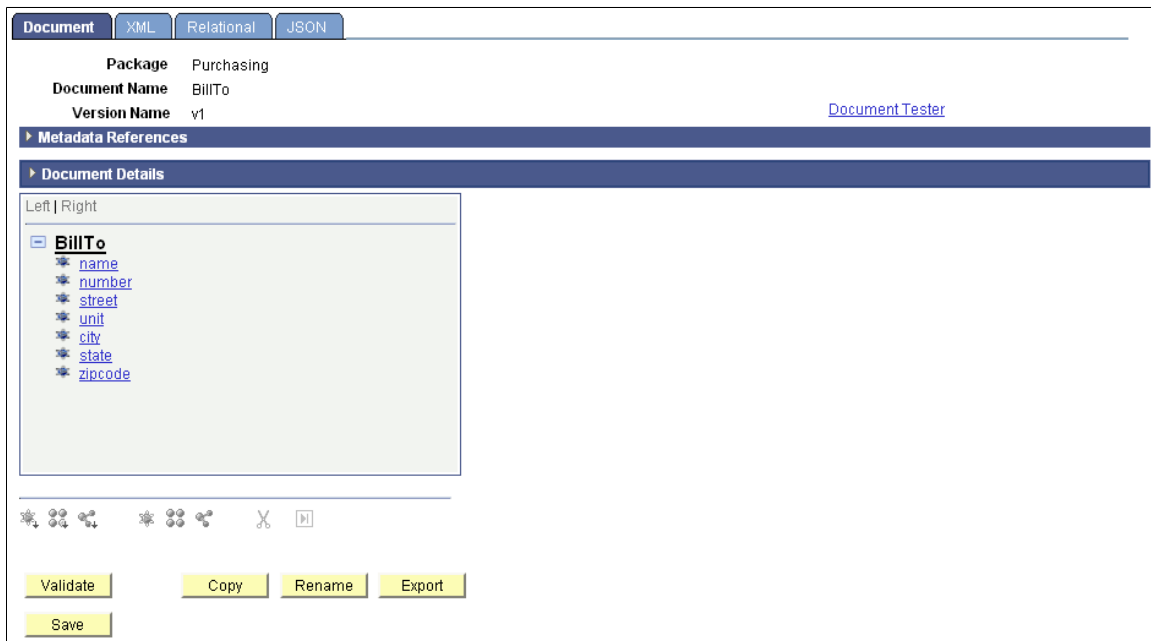 Document XML Relational JSON
Package Purchasing
Document Name BillTo
Version Name v1 Document Tester
Metadata References
Document Details
Left | Right
BillTo
name
number
street
unit
city
state
zipcode
Validate Copy Rename Export
Save